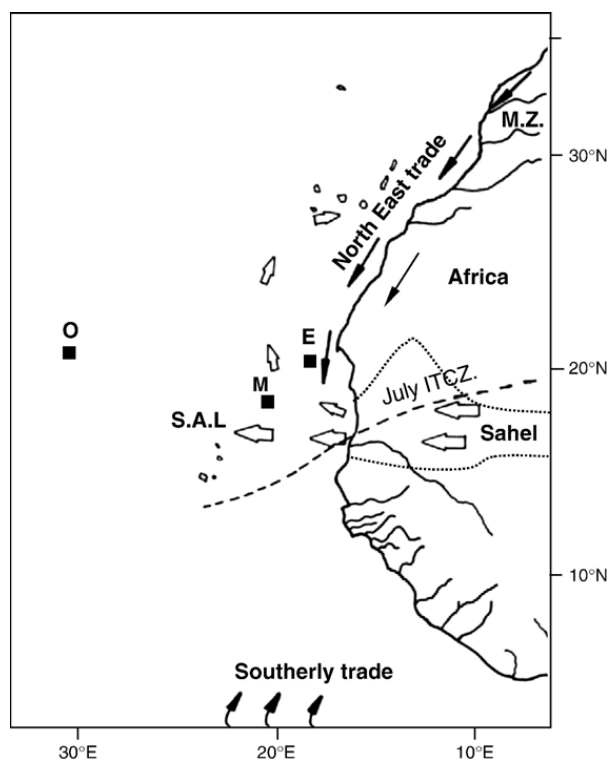 M.Z.
30°N
North East trade
Africa
O
E
20°N
July ITCZ.
M
S.A.L
Sahel
10°N
Southerly trade
30°E
20°E
10°E